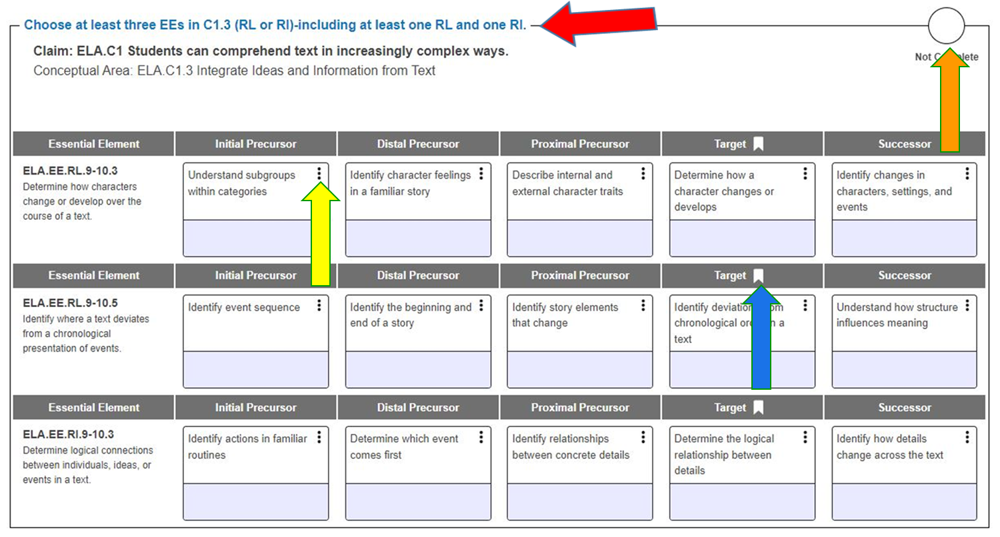 Choose at least three EEs in C1.3 (RL or RI)-including at least one RL and one RI.
Claim: ELA.C1 Students can comprehend text in increasingly complex ways.
Conceptual Area: ELA.C1.3 Integrate Ideas and Information from Text
Not
Essential Element
Initial Precursor
Distal Precursor
Proximal Precursor
Target
Successor
ELA.EE.RL.9-10.3
Determine how characters
change or develop over the
course of a text.
Understand subgroups
within categories
Identify character feelings
in a familiar story
Describe internal and
external character traits
Determine how a
character changes or
develops
Identify changes in
characters, settings, and
events
Essential Element
Initial Precursor
Distal Precursor
Proximal Precursor
Target
Successor
ELA.EE.RL.9-10.5
Identify where a text deviates
from a chronological
presentation of events.
Identify event sequence
Identify the beginning and
end of a story
Identify story elements
that change
Identify
chronological a
text
Understand how structure
influences meaning
Essential Element
Initial Precursor
Distal Precursor
Proximal Precursor
Target
Successor
ELA.EE.RI.9-10.3
Determine logical connections
between individuals, ideas, or
events in a text.
Identify actions in familiar
routines
Determine which event
comes first
Identify relationships
between concrete details
Determine the logical
relationship between
details
Identify how details
change across the text